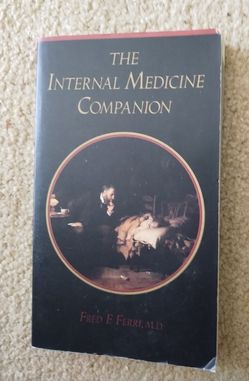 THE
INTERNAL MEDICINE
COMPANION
FRED F. FERRI, M.D.